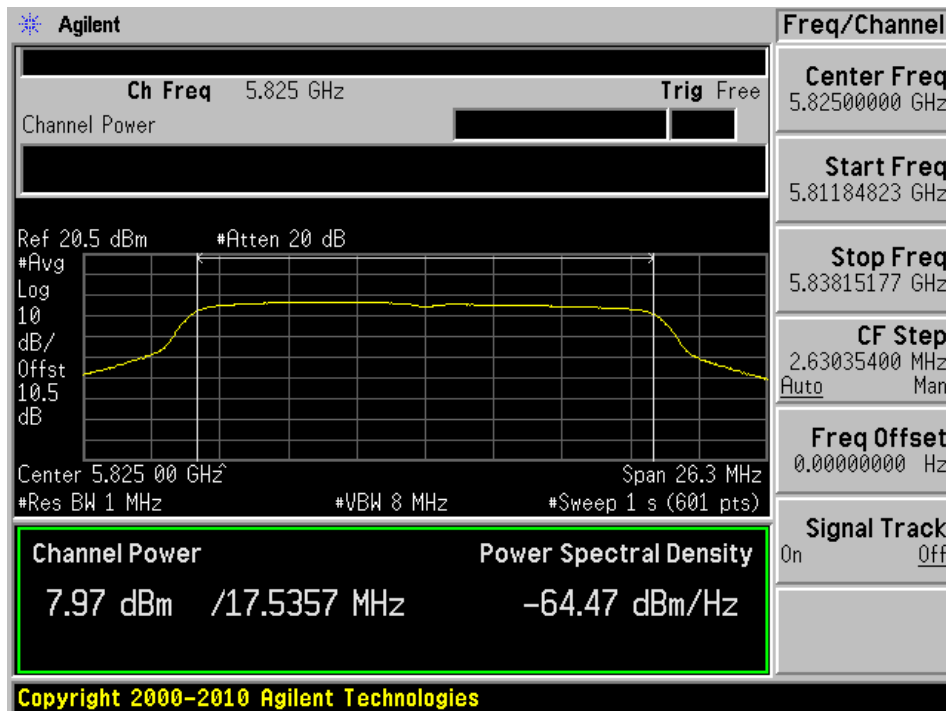 Agilent
Ch Freq 5.825 GHz Trig Free
Channel Power
Ref 20.5 dBm #Atten 20 dB
#Avg
Log
10
dB/
Offst
10.5
dB
Center 5.825 00 GHz^ Span 26.3 MHz
#Res BW 1 MHz #VBW 8 MHz #Sweep 1 s (601 pts)
Channel Power Power Spectral Density
7.97 dBm /17.5357 MHz -64.47 dBm/Hz
Copyright 2000-2010 Agilent Technologies
Freq/Channel
Center Freq
5.82500000 GHz
Start Freq
5.81184823 GHz
Stop Freq
5.83815177 GHz
CF Step
2.63035400 MHz
Auto Man
Freq Offset
0.00000000 Hz
Signal Track
On Off